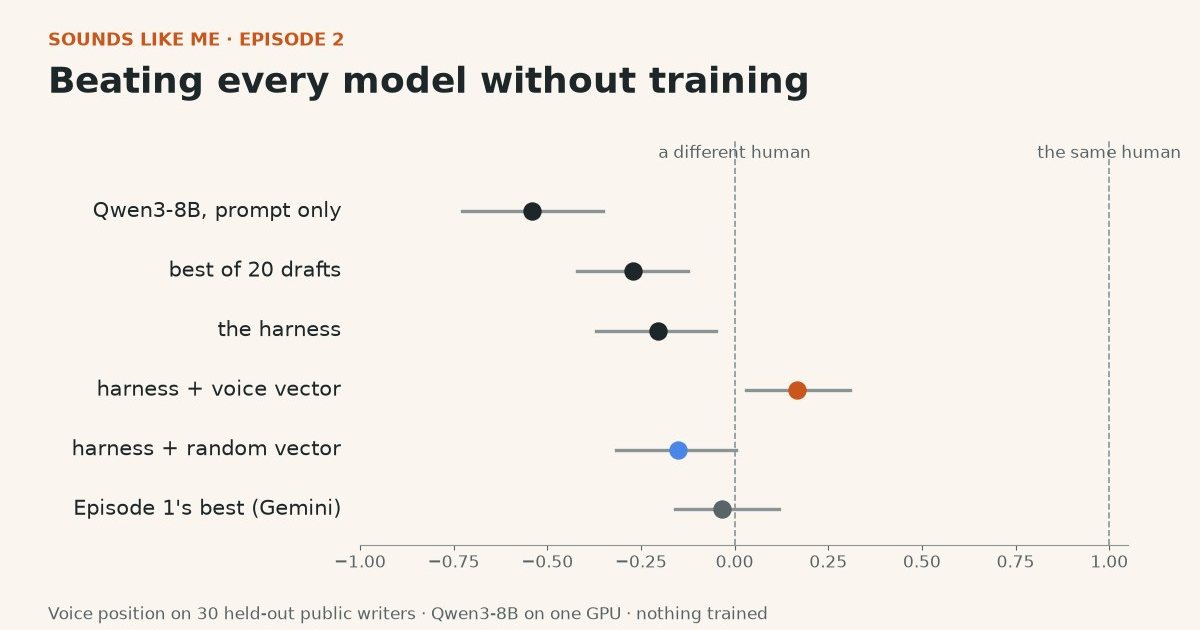 SOUNDS LIKE ME · EPISODE 2
Beating every model without training
a different human
the same human
Qwen3-8B, prompt only
best of 20 drafts
the harness
harness + voice vector
harness + random vector
Episode 1's best (Gemini)
−1.00 −0.75 −0.50 −0.25 0.00 0.25 0.50 0.75 1.00
Voice position on 30 held-out public writers · Qwen3-8B on one GPU · nothing trained